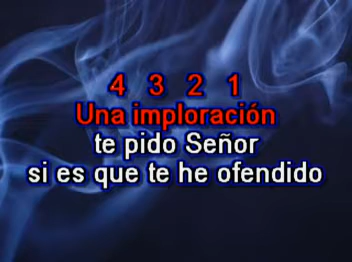 4 3 2 1
Una imploración
te pido Señor
si es que te he ofendido